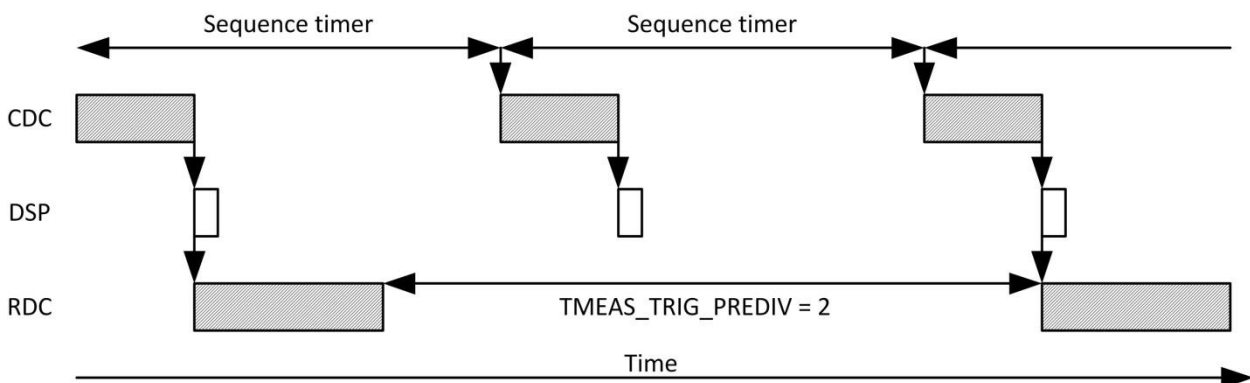 Sequence timer
Sequence timer
CDC
DSP
RDC
TMEAS_TRIG_PREDIV = 2
Time